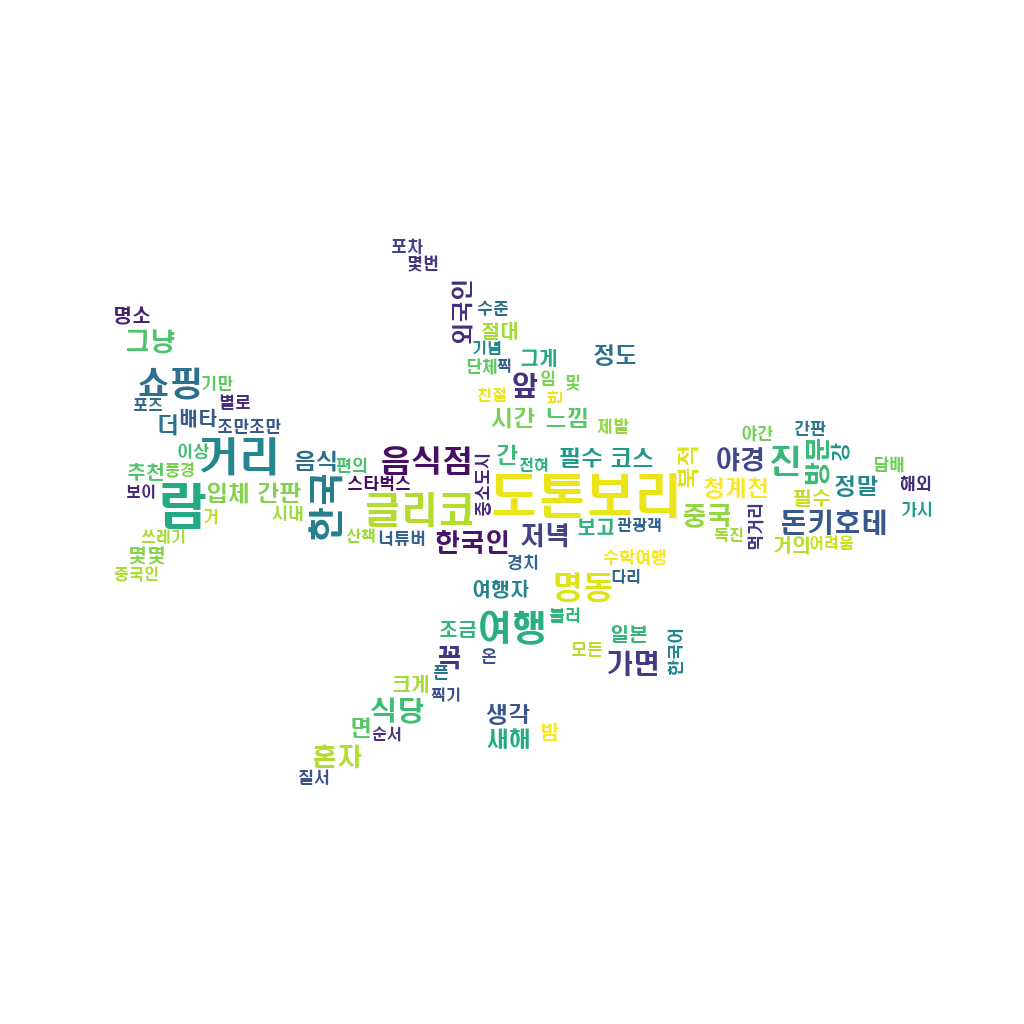 포차
몇번
외국인
수준
명소
절대
그냥
기념
그게
정도
단체
찍
쇼핑
기만
앞
임
및
포즈
별로
친절
더
배타
조만조만
시간
느낌
제발
야간
간판
거리
이상
음식
편의
음식점
간
전혀
필수 코스
목적
야경
진
방문
강
담배
추천
풍경
보이
람
입체 간판
거
시내
한국
스타벅스
중소도시
글리코
도톤보리
청계천
필수
정말
해외
가시
쓰레기
몇몇
중국인
산책
너튜버
한국인
저녁
보고
관광객
중국
독진
먹거리
돈키호테
거의
어려움
경치
수학여행
여행자
명동
다리
여행
블러
조금
일본
한국어
꼭
온
모든
가면
픈
크게
찍기
식당
생각
면
순서
새해
밤
혼자
질서